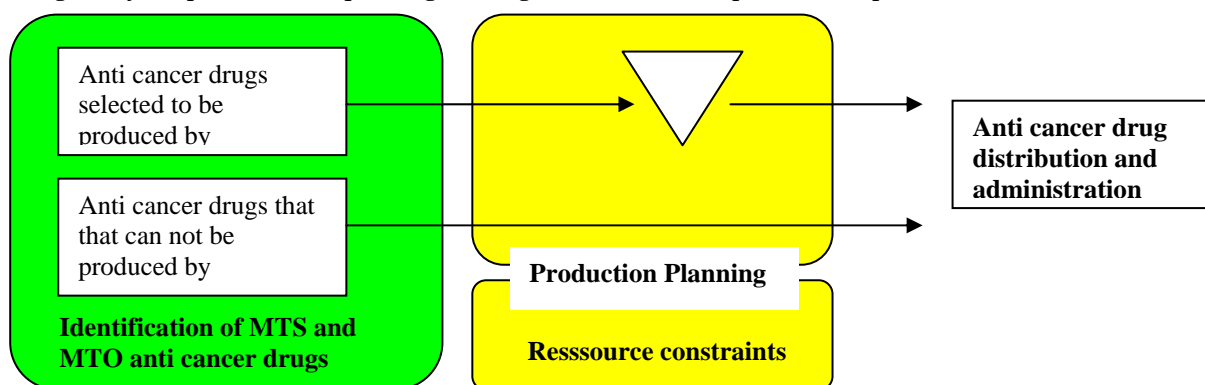 Anti cancer drugs
selected to be
produced by
Anti cancer drugs that
that can not be
produced by
Identification of MTS and
MTO anti cancer drugs
Production Planning
Resssource constraints
Anti cancer drug
distribution and
administration